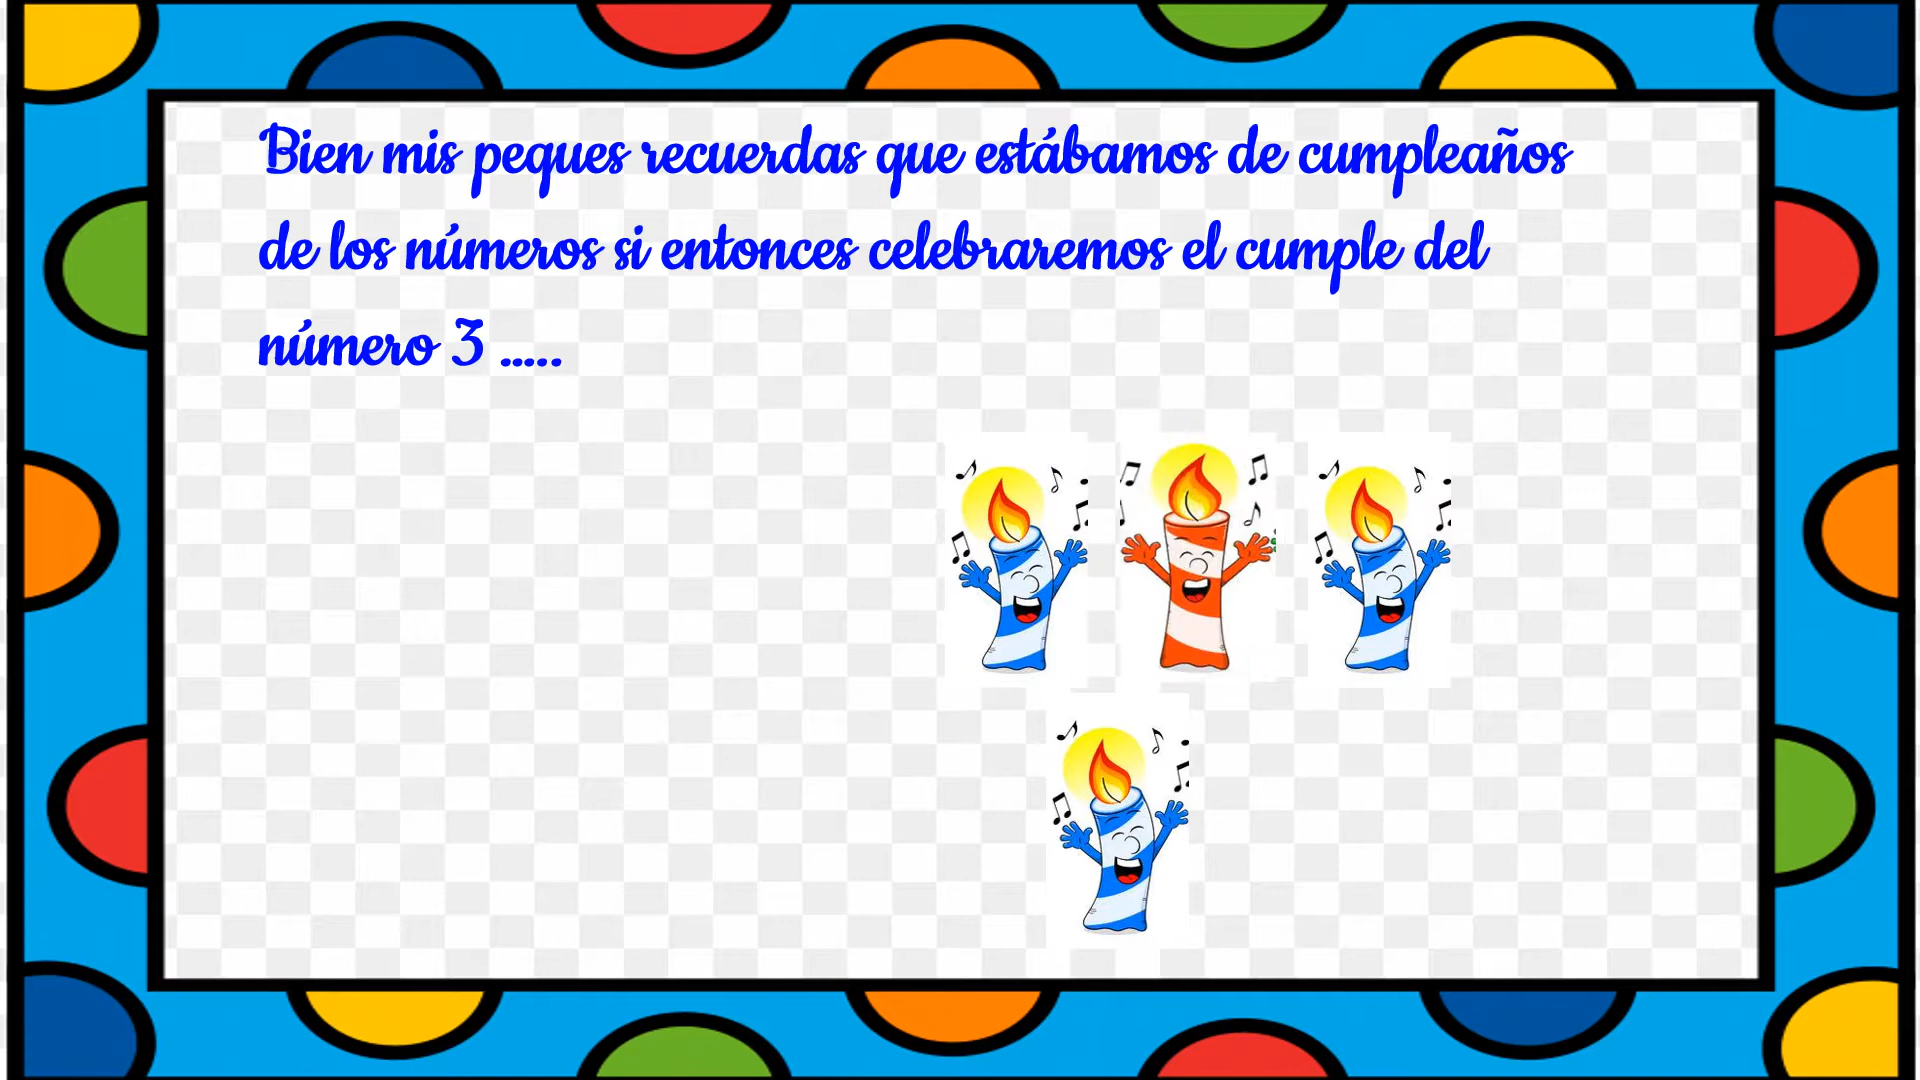 Bien mis peques recuerdas que estábamos de cumpleaños
de los números si entonces celebraremos el cumple del
número 3 .....